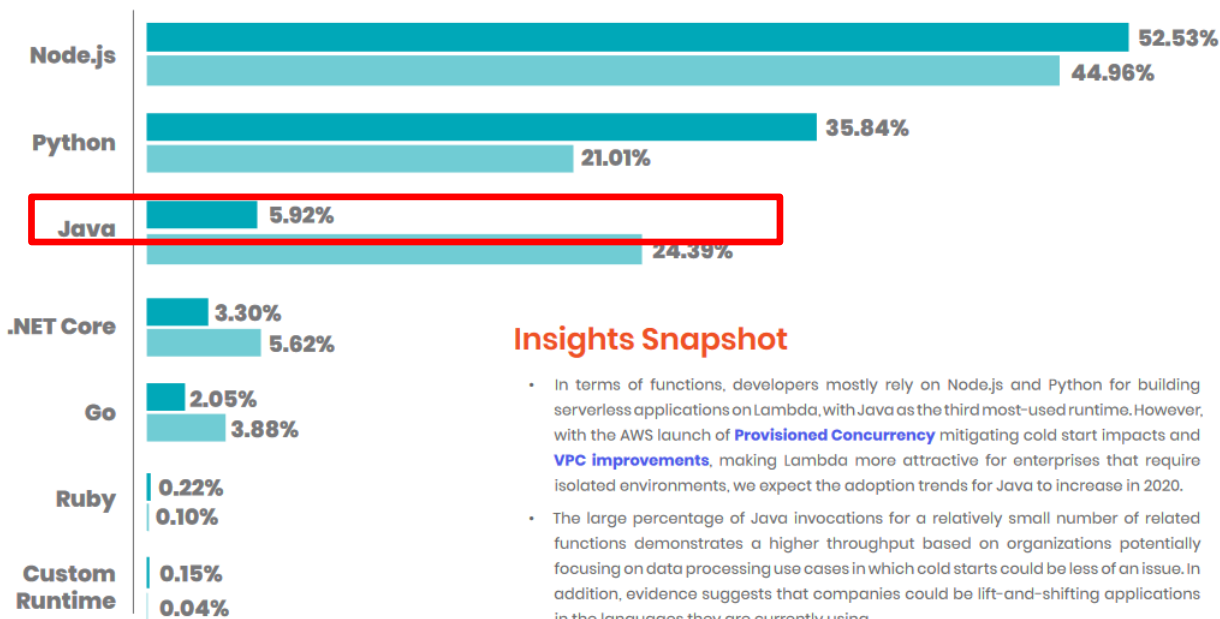 Node.js
52.53%
44.96%
Python
35.84%
21.01%
Java
5.92%
24.39%
.NET Core
3.30%
5.62%
Go
2.05%
3.88%
Ruby
0.22%
0.10%
Custom
Runtime
0.15%
0.04%
Insights Snapshot
• In terms of functions, developers mostly rely on Node.js and Python for building
serverless applications on Lambda, with Java as the third most-used runtime. However,
with the AWS launch of Provisioned Concurrency mitigating cold start impacts and
VPC improvements, making Lambda more attractive for enterprises that require
isolated environments, we expect the adoption trends for Java to increase in 2020.
• The large percentage of Java invocations for a relatively small number of related
functions demonstrates a higher throughput based on organizations potentially
focusing on data processing use cases in which cold starts could be less of an issue. In
addition, evidence suggests that companies could be lift-and-shifting applications
in the languages they are currently using.